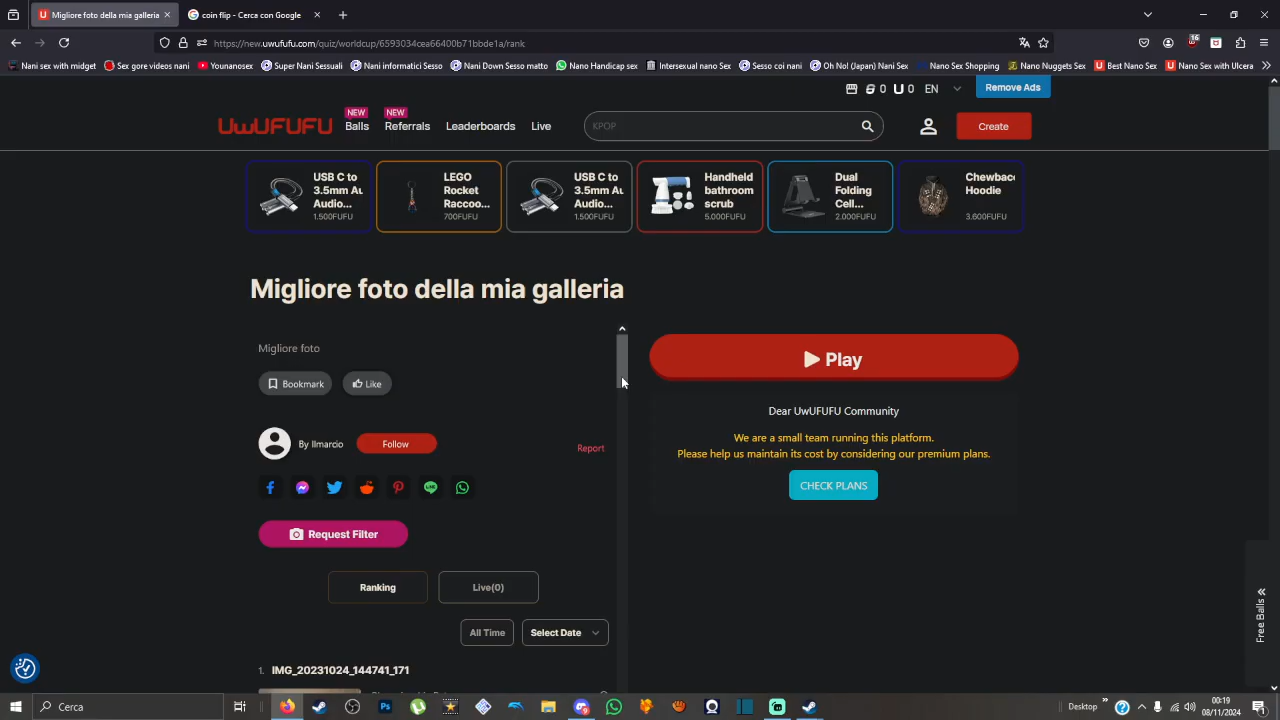 Migliore foto della mia galleria
coin flip - Cerca con Google
https://new.uwufufu.com/quiz/worldcup/6593034cea66400b71bbde1a/rank
16
Nani sex with midget
Sex gore videos nani
Younanosex
Super Nani Sessuali
Nani informatici Sesso
Nani Down Sesso matto
Nano Handicap sex
Intersexual nano Sex
Sesso coi nani
Oh No! (Japan) Nani Sex
Nano Sex Shopping
Nano Nuggets Sex
Best Nano Sex
Nano Sex with Ulcera
0
0
EN
Remove Ads
UwUFUFU
NEW
Balls
NEW
Referrals
Leaderboards
Live
KPOP
Create
USB C to
3.5mm Au
Audio...
1.500FUFU
LEGO
Rocket
Raccoo...
700FUFU
USB C to
3.5mm Au
Audio...
1.500FUFU
Handheld
bathroom
scrub
5.000FUFU
Dual
Folding
Cell...
2.000FUFU
Chewbac
Hoodie
3.600FUFU
Migliore foto della mia galleria
Migliore foto
Bookmark
Like
By Ilmarcio
Follow
Report
Request Filter
Ranking
Live(0)
All Time
Select Date
1. IMG_20231024_144741_171
Play
Dear UwUFUFU Community
We are a small team running this platform.
Please help us maintain its cost by considering our premium plans.
CHECK PLANS
Free Balls
Cerca
Desktop
00:19
08/11/2024